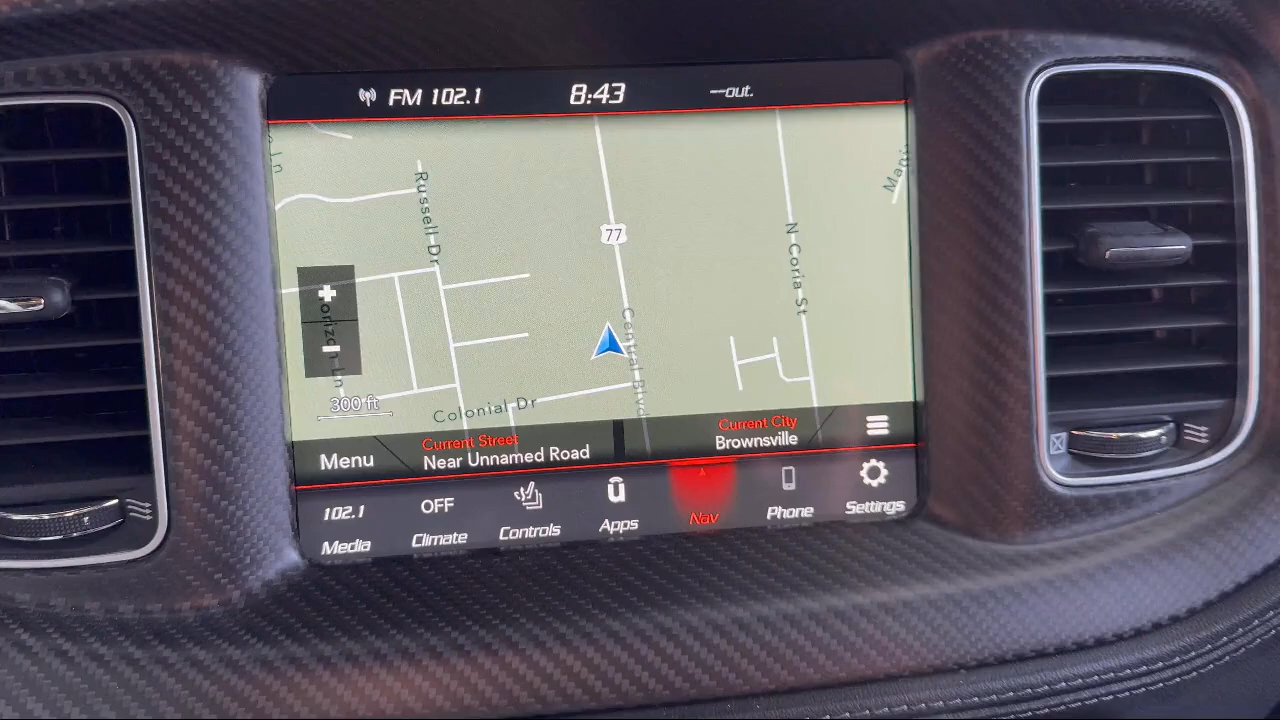 FM 102.1
8:43
--out.
Ln
Russell Dr
77
N Coria St
Central Blvd
+
-
300 ft
Colonial Dr
Menu
Current Street
Near Unnamed Road
Current City
Brownsville
102.1
Media
OFF
Climate
Controls
Apps
Nav
Phone
Settings